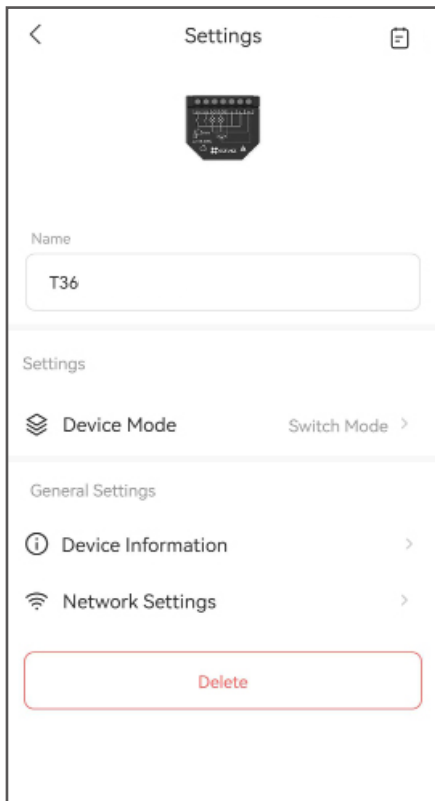 Settings
Name
T36
Settings
Device Mode Switch Mode
General Settings
Device Information
Network Settings
Delete